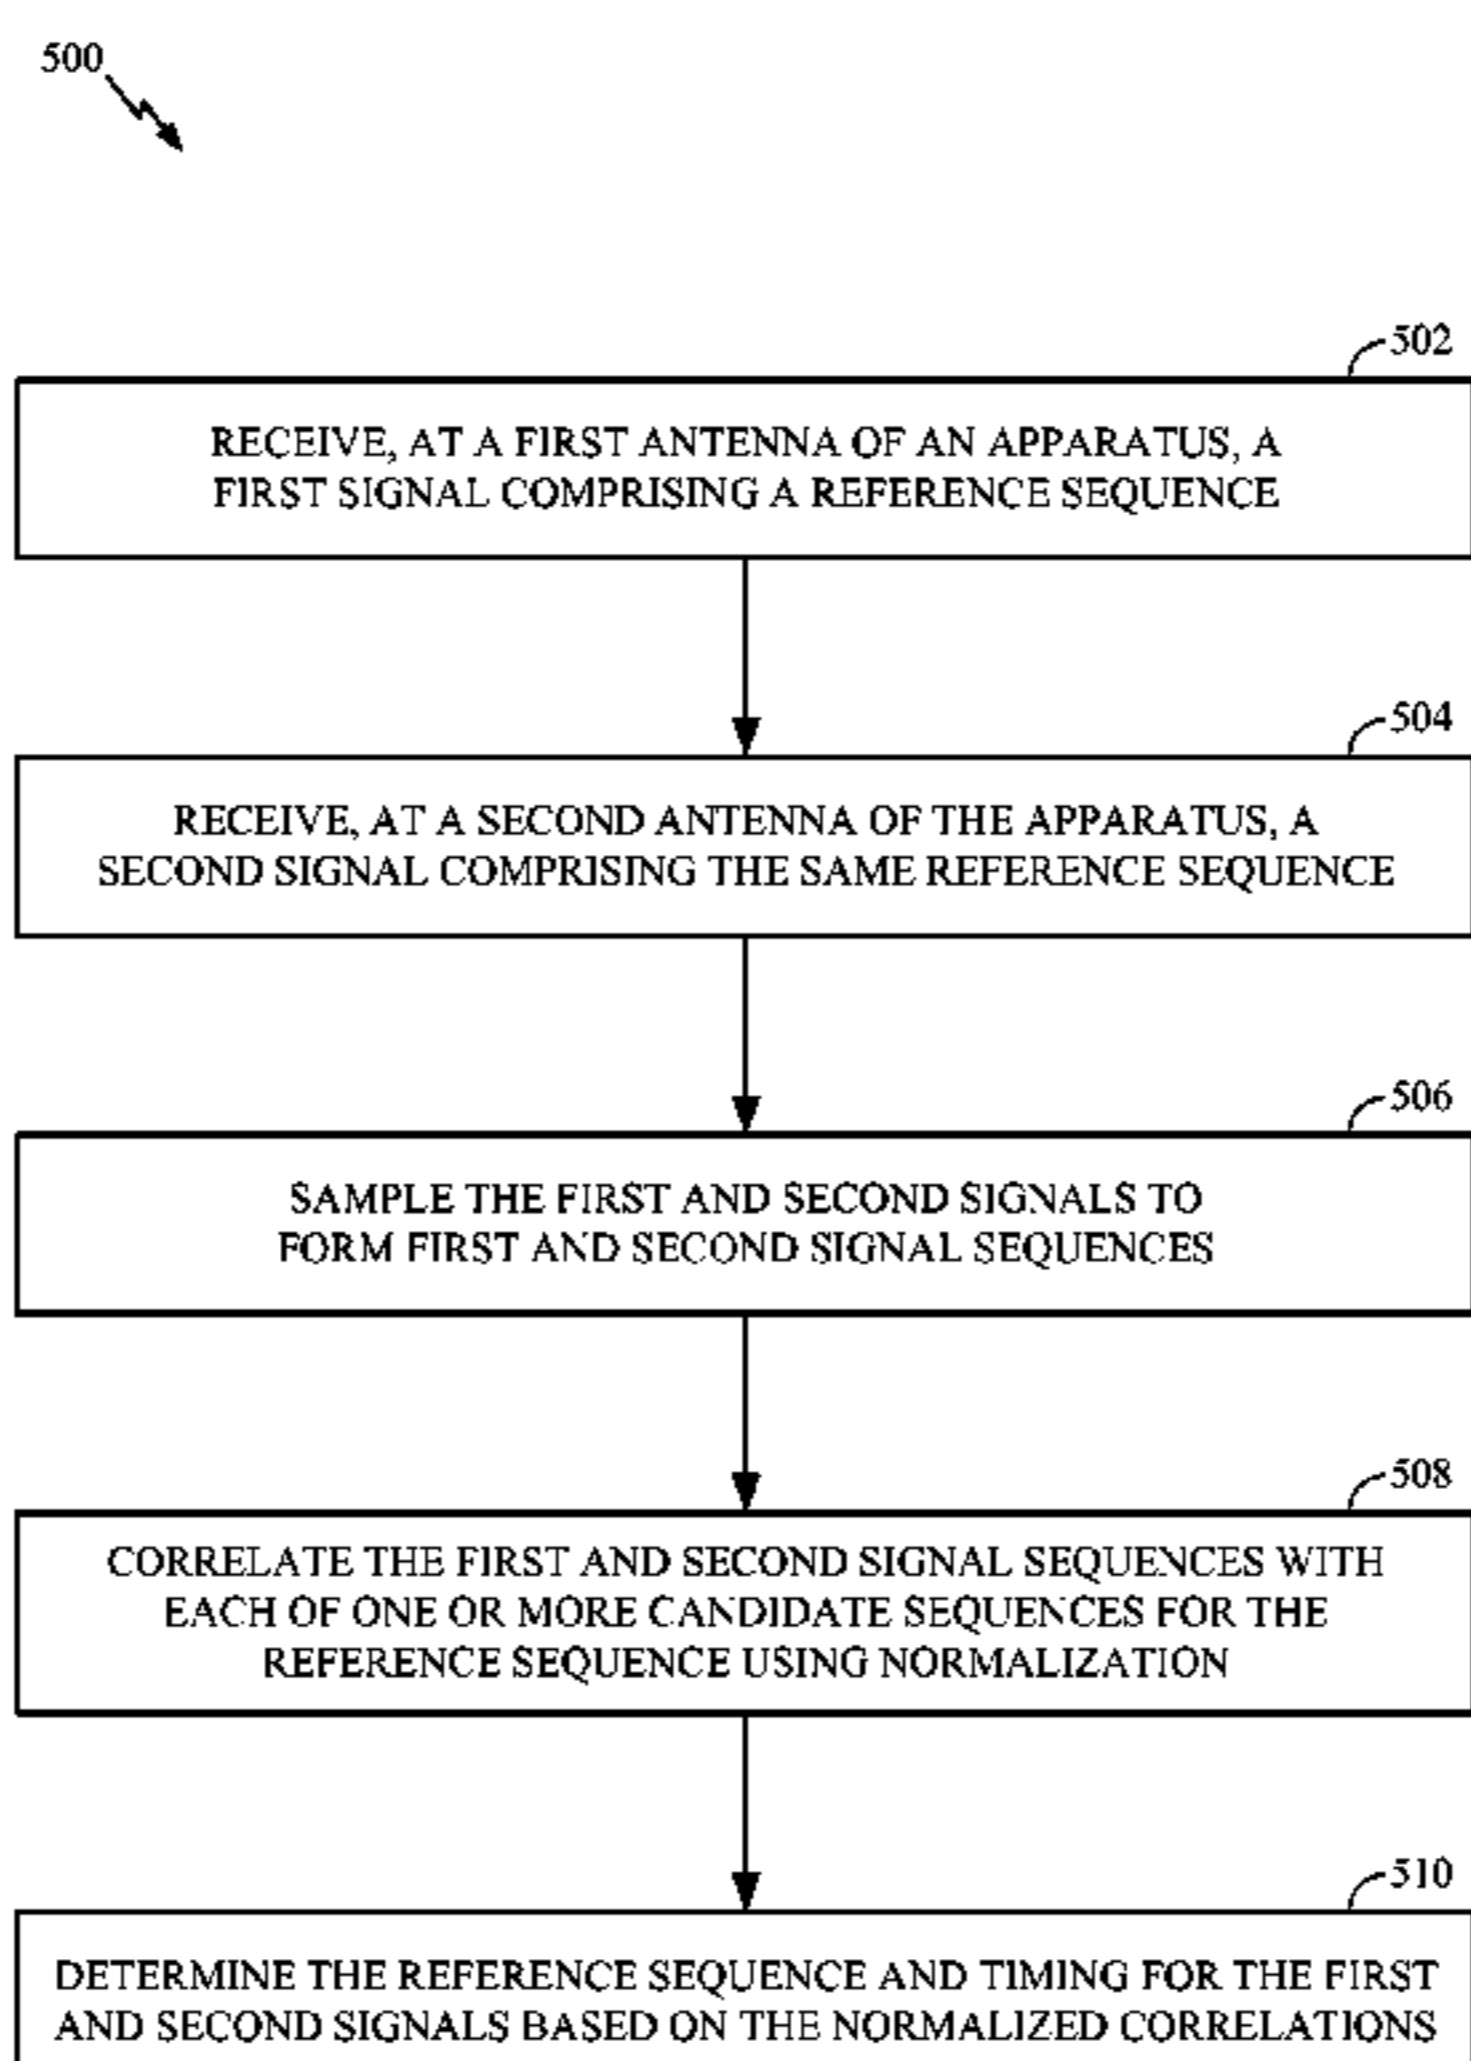 500
502
RECEIVE, AT A FIRST ANTENNA OF AN APPARATUS, A
FIRST SIGNAL COMPRISING A REFERENCE SEQUENCE
504
RECEIVE, AT A SECOND ANTENNA OF THE APPARATUS, A
SECOND SIGNAL COMPRISING THE SAME REFERENCE SEQUENCE
506
SAMPLE THE FIRST AND SECOND SIGNALS TO
FORM FIRST AND SECOND SIGNAL SEQUENCES
508
CORRELATE THE FIRST AND SECOND SIGNAL SEQUENCES WITH
EACH OF ONE OR MORE CANDIDATE SEQUENCES FOR THE
REFERENCE SEQUENCE USING NORMALIZATION
510
DETERMINE THE REFERENCE SEQUENCE AND TIMING FOR THE FIRST
AND SECOND SIGNALS BASED ON THE NORMALIZED CORRELATIONS